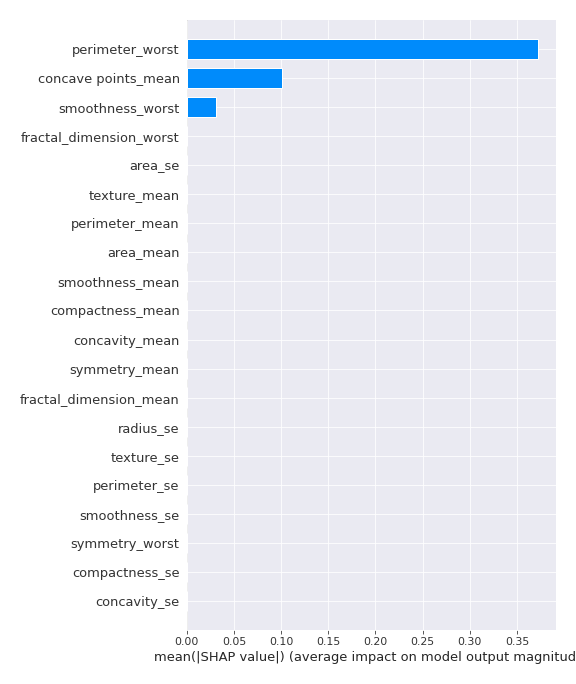 perimeter_worst
concave points_mean
smoothness_worst
fractal_dimension_worst
area_se
texture_mean
perimeter_mean
area_mean
smoothness_mean
compactness_mean
concavity_mean
symmetry_mean
fractal_dimension_mean
radius_se
texture_se
perimeter_se
smoothness_se
symmetry_worst
compactness_se
concavity_se
0.00 0.05 0.10 0.15 0.20 0.25 0.30 0.35
mean(|SHAP value|) (average impact on model output magnitud